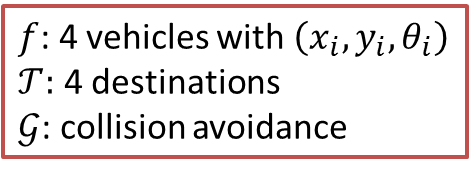 𝑓: 4 vehicles with (𝑥ᵢ, 𝑦ᵢ, 𝜃ᵢ)
𝒯: 4 destinations
𝒢: collision avoidance